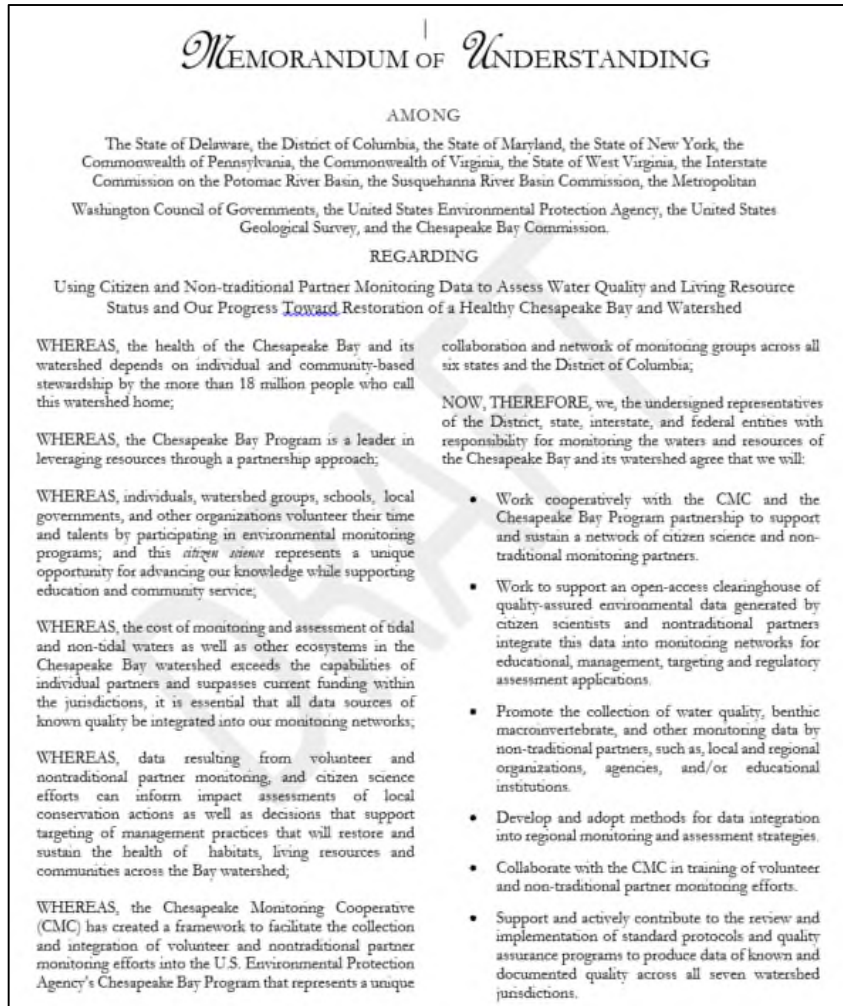 MEMORANDUM OF UNDERSTANDING
AMONG
The State of Delaware, the District of Columbia, the State of Maryland, the State of New York, the
Commonwealth of Pennsylvania, the Commonwealth of Virginia, the State of West Virginia, the Interstate
Commission on the Potomac River Basin, the Susquehanna River Basin Commission, the Metropolitan
Washington Council of Governments, the United States Environmental Protection Agency, the United States
Geological Survey, and the Chesapeake Bay Commission.
REGARDING
Using Citizen and Non-traditional Partner Monitoring Data to Assess Water Quality and Living Resource
Status and Our Progress Toward Restoration of a Healthy Chesapeake Bay and Watershed
WHEREAS, the health of the Chesapeake Bay and its
watershed depends on individual and community-based
stewardship by the more than 18 million people who call
this watershed home;
WHEREAS, the Chesapeake Bay Program is a leader in
leveraging resources through a partnership approach;
WHEREAS, individuals, watershed groups, schools, local
governments, and other organizations volunteer their time
and talents by participating in environmental monitoring
programs; and this citizen science represents a unique
opportunity for advancing our knowledge while supporting
education and community service;
WHEREAS, the cost of monitoring and assessment of tidal
and non-tidal waters as well as other ecosystems in the
Chesapeake Bay watershed exceeds the capabilities of
individual partners and surpasses current funding within
the jurisdictions, it is essential that all data sources of
known quality be integrated into our monitoring networks;
WHEREAS, data resulting from volunteer and
nontraditional partner monitoring, and citizen science
efforts can inform impact assessments of local
conservation actions as well as decisions that support
targeting of management practices that will restore and
sustain the health of habitats, living resources and
communities across the Bay watershed;
WHEREAS, the Chesapeake Monitoring Cooperative
(CMC) has created a framework to facilitate the collection
and integration of volunteer and nontraditional partner
monitoring efforts into the U.S. Environmental Protection
Agency's Chesapeake Bay Program that represents a unique
collaboration and network of monitoring groups across all
six states and the District of Columbia;
NOW, THEREFORE, we, the undersigned representatives
of the District, state, interstate, and federal entities with
responsibility for monitoring the waters and resources of
the Chesapeake Bay and its watershed agree that we will:
• Work cooperatively with the CMC and the
Chesapeake Bay Program partnership to support
and sustain a network of citizen science and non-
traditional monitoring partners.
• Work to support an open-access clearinghouse of
quality-assured environmental data generated by
citizen scientists and nontraditional partners
integrate this data into monitoring networks for
educational, management, targeting and regulatory
assessment applications.
• Promote the collection of water quality, benthic
macroinvertebrate, and other monitoring data by
non-traditional partners, such as, local and regional
organizations, agencies, and/or educational
institutions.
• Develop and adopt methods for data integration
into regional monitoring and assessment strategies.
• Collaborate with the CMC in training of volunteer
and non-traditional partner monitoring efforts.
• Support and actively contribute to the review and
implementation of standard protocols and quality
assurance programs to produce data of known and
documented quality across all seven watershed
jurisdictions.
DRAFT